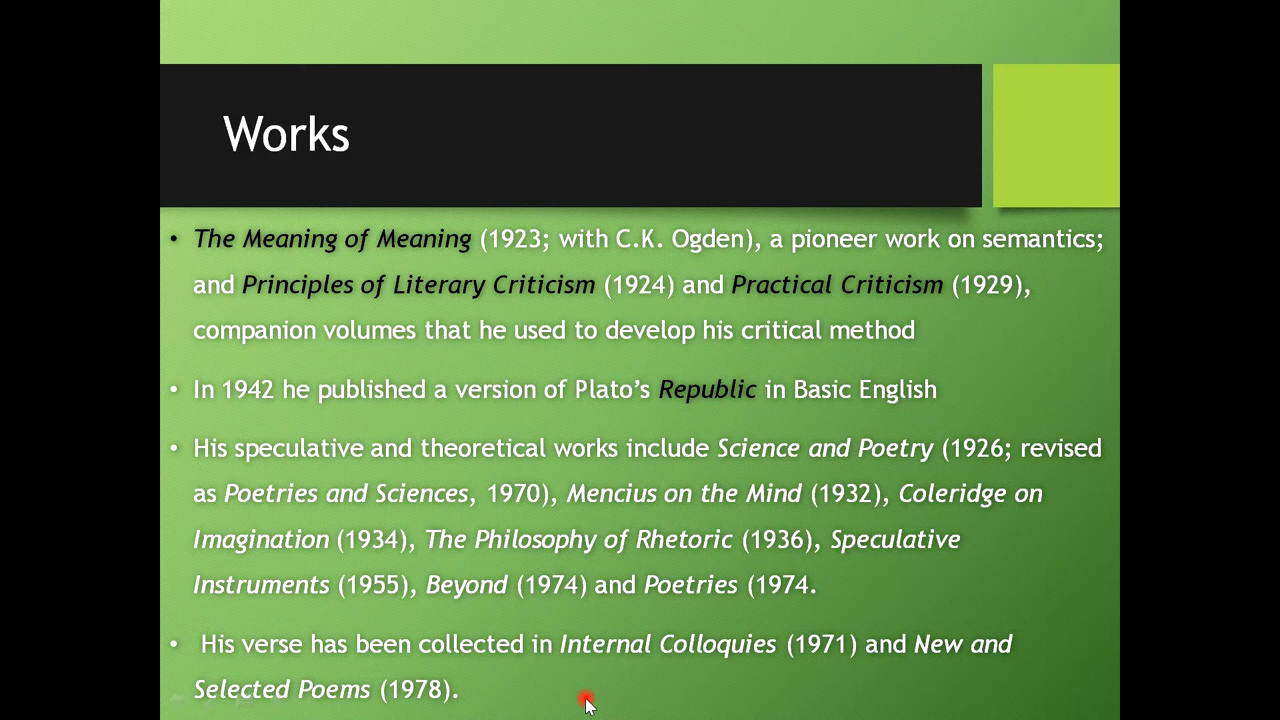 Works
• The Meaning of Meaning (1923; with C.K. Ogden), a pioneer work on semantics;
and Principles of Literary Criticism (1924) and Practical Criticism (1929),
companion volumes that he used to develop his critical method
• In 1942 he published a version of Plato’s Republic in Basic English
• His speculative and theoretical works include Science and Poetry (1926; revised
as Poetries and Sciences, 1970), Mencius on the Mind (1932), Coleridge on
Imagination (1934), The Philosophy of Rhetoric (1936), Speculative
Instruments (1955), Beyond (1974) and Poetries (1974.
• His verse has been collected in Internal Colloquies (1971) and New and
Selected Poems (1978).